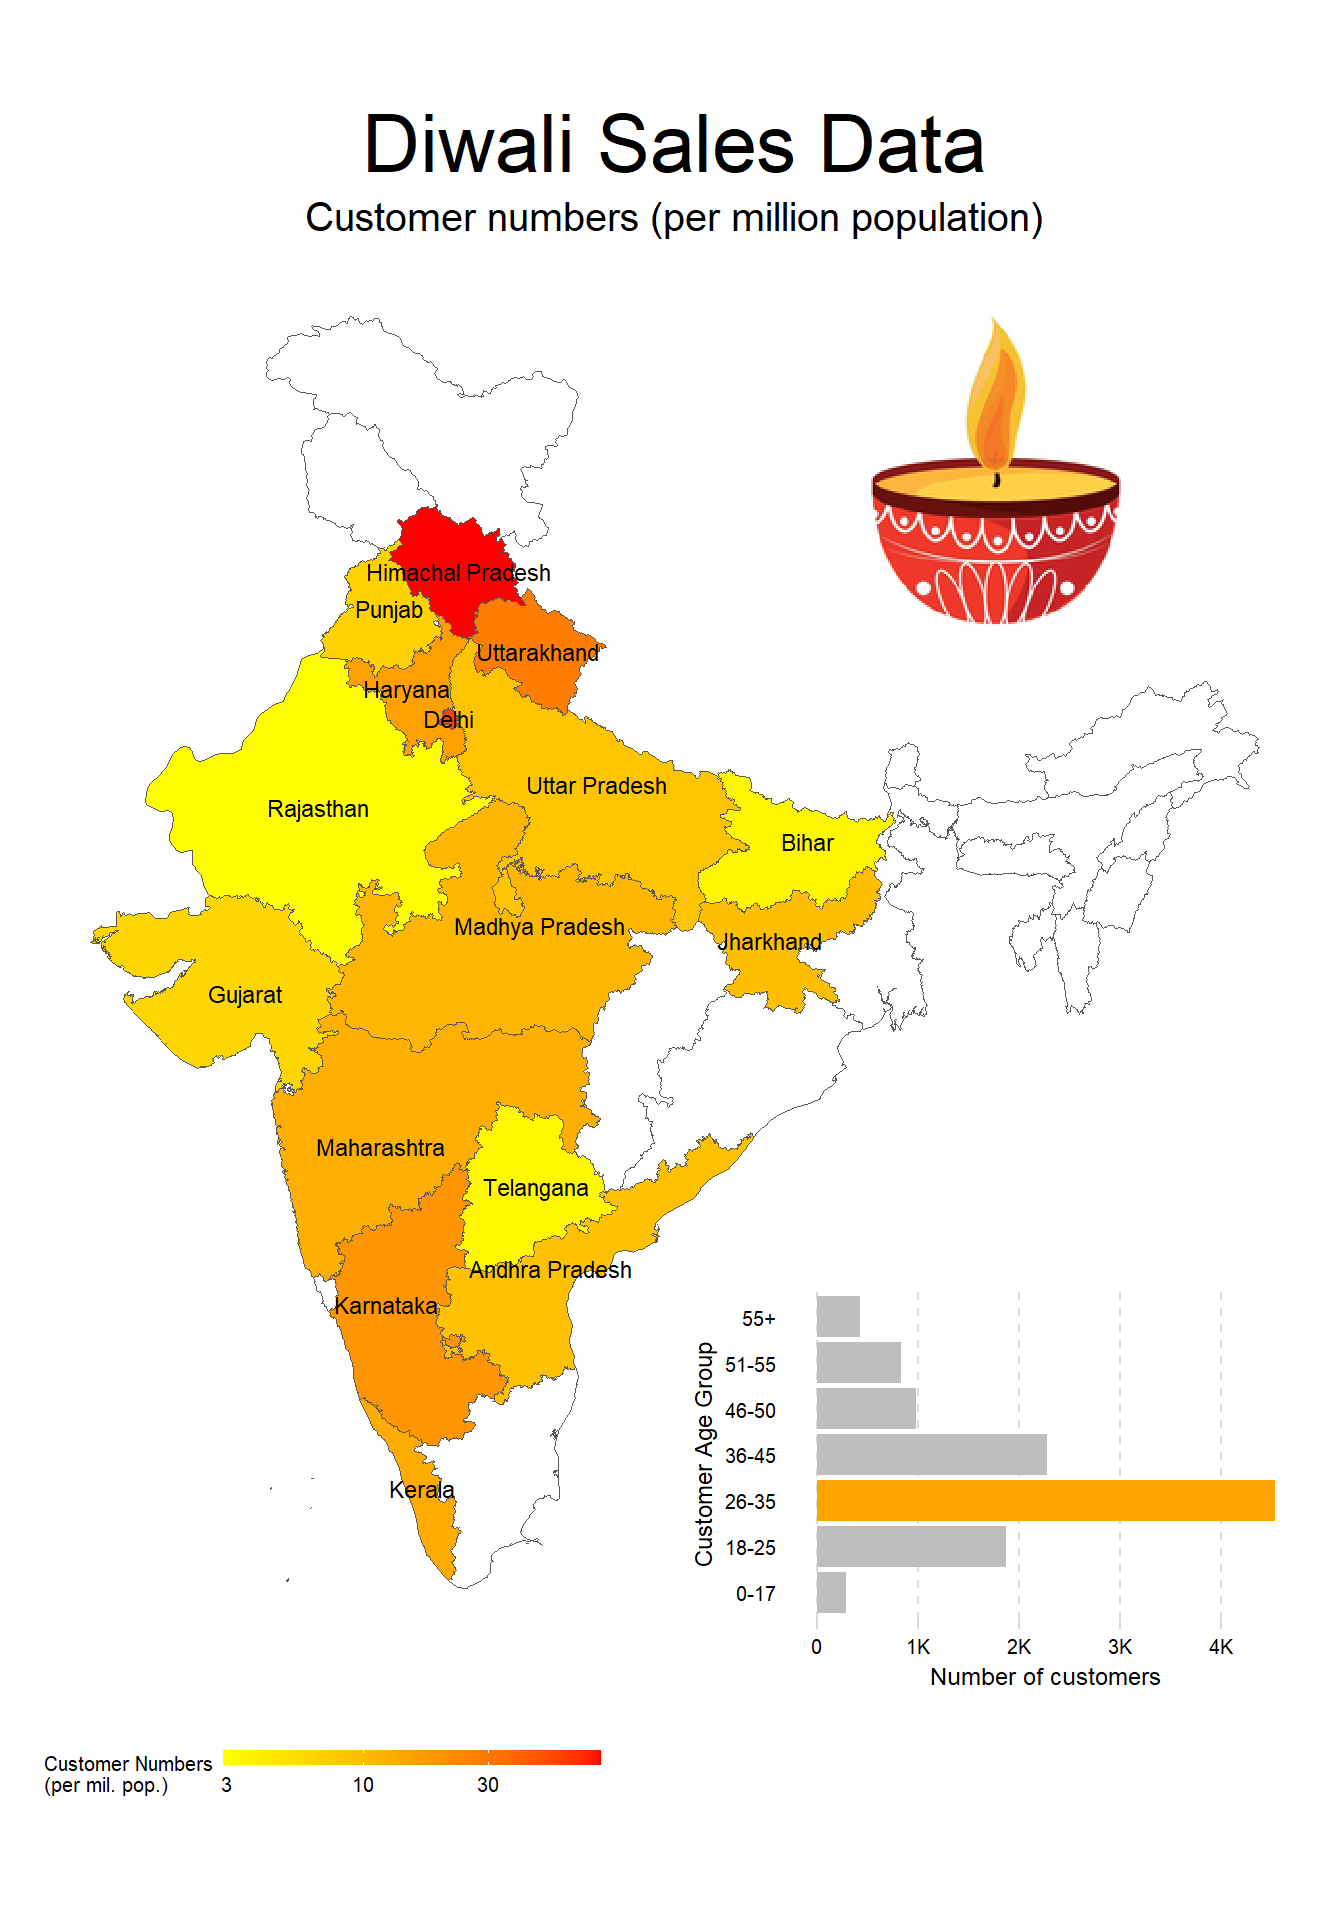 Diwali Sales Data
Customer numbers (per million population)
Himachal Pradesh
Punjab
Uttarakhand
Haryana
Delhi
Uttar Pradesh
Rajasthan
Bihar
Madhya Pradesh
Jharkhand
Gujarat
Maharashtra
Telangana
Andhra Pradesh
Karnataka
Kerala
Customer Age Group
55+
51-55
46-50
36-45
26-35
18-25
0-17
0 1K 2K 3K 4K
Number of customers
Customer Numbers
(per mil. pop.)
3 10 30